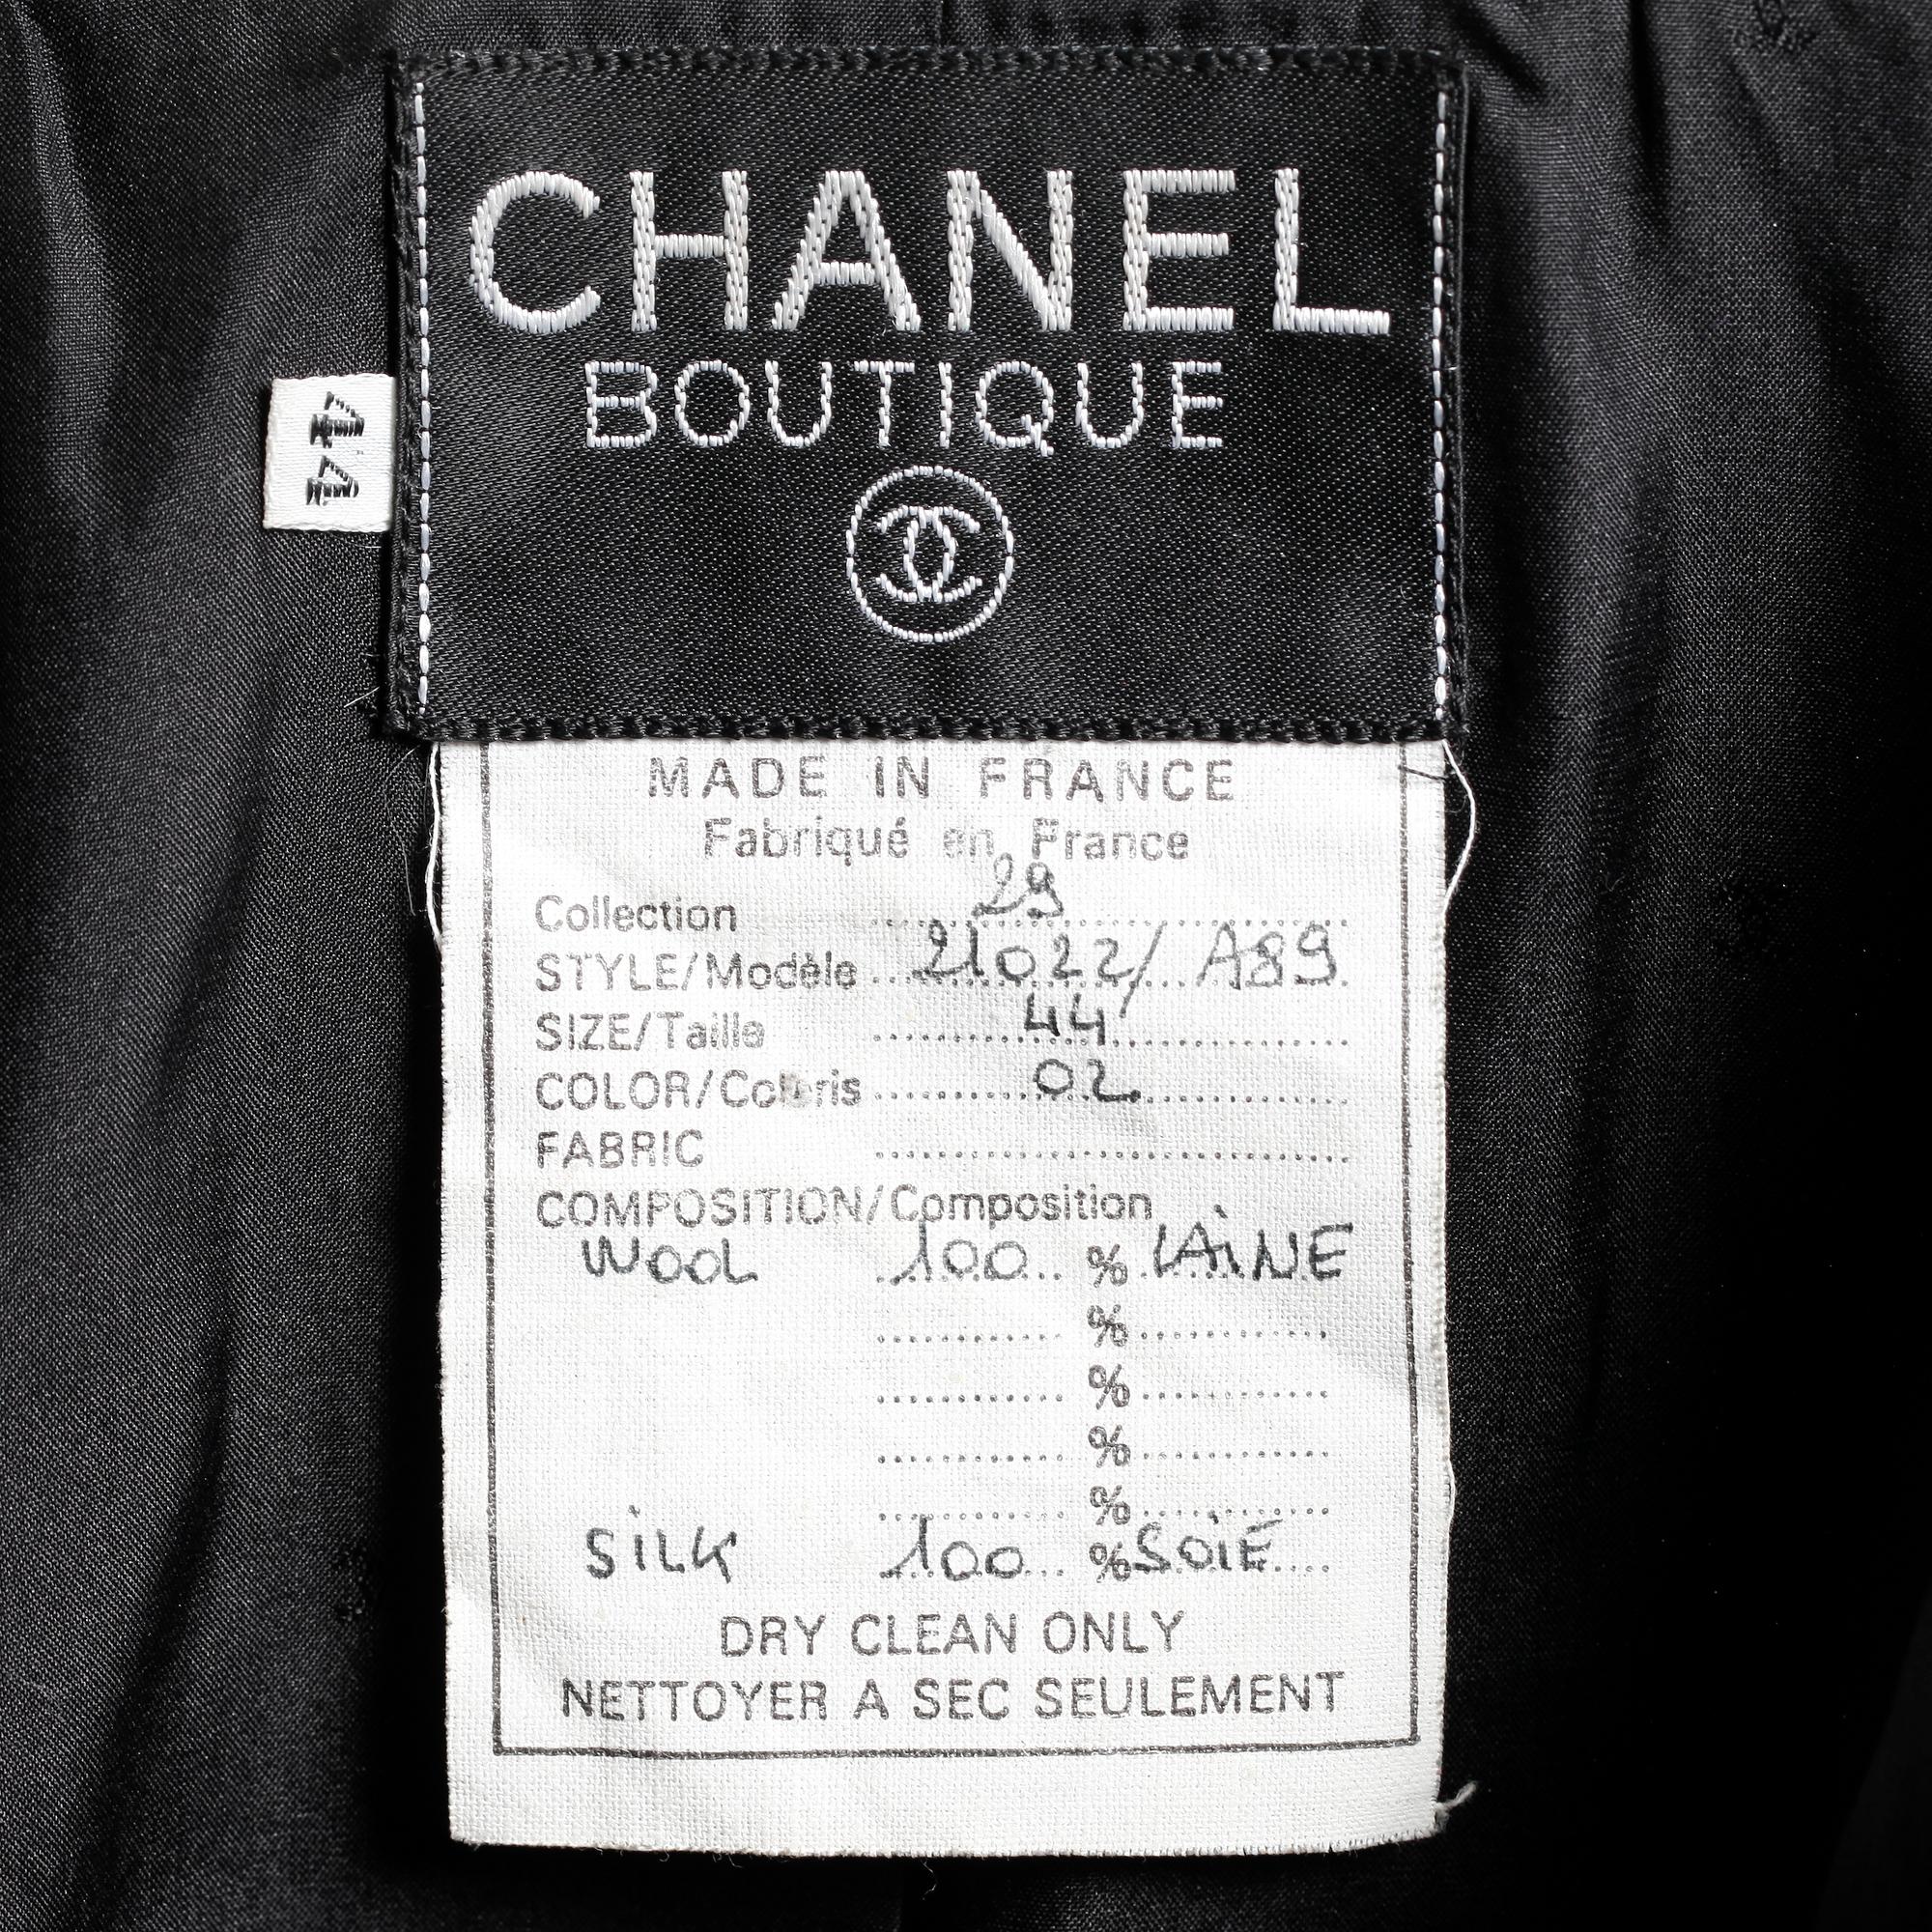 CHANEL
BOUTIQUE
44
MADE IN FRANCE
Fabriqué en France
Collection 29
STYLE/Modèle 21022/ A89
SIZE/Taille 44
COLOR/Coloris 02
FABRIC
COMPOSITION/Composition
WOOL 100 % LAiNE
%
%
%
%
SiLK 100 % SOiE
DRY CLEAN ONLY
NETTOYER A SEC SEULEMENT